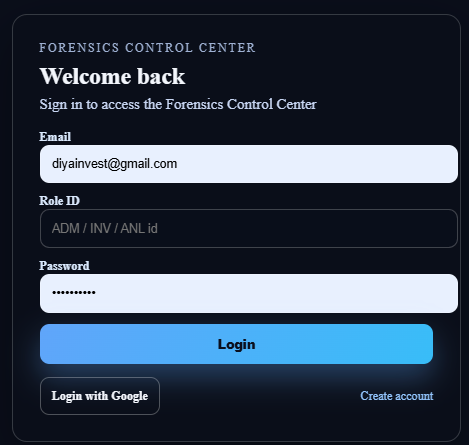 FORENSICS CONTROL CENTER
Welcome back
Sign in to access the Forensics Control Center
Email
diyainvest@gmail.com
Role ID
ADM / INV / ANL id
Password
••••••••••
Login
Login with Google Create account